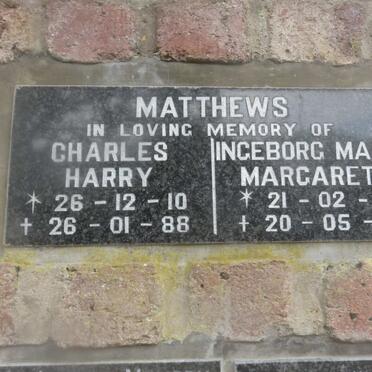 MATTHEWS
IN LOVING MEMORY OF
CHARLES HARRY
* 26 - 12 - 10
† 26 - 01 - 88
INGEBORG
MARGARET
* 21 - 02 -
† 20 - 05 -